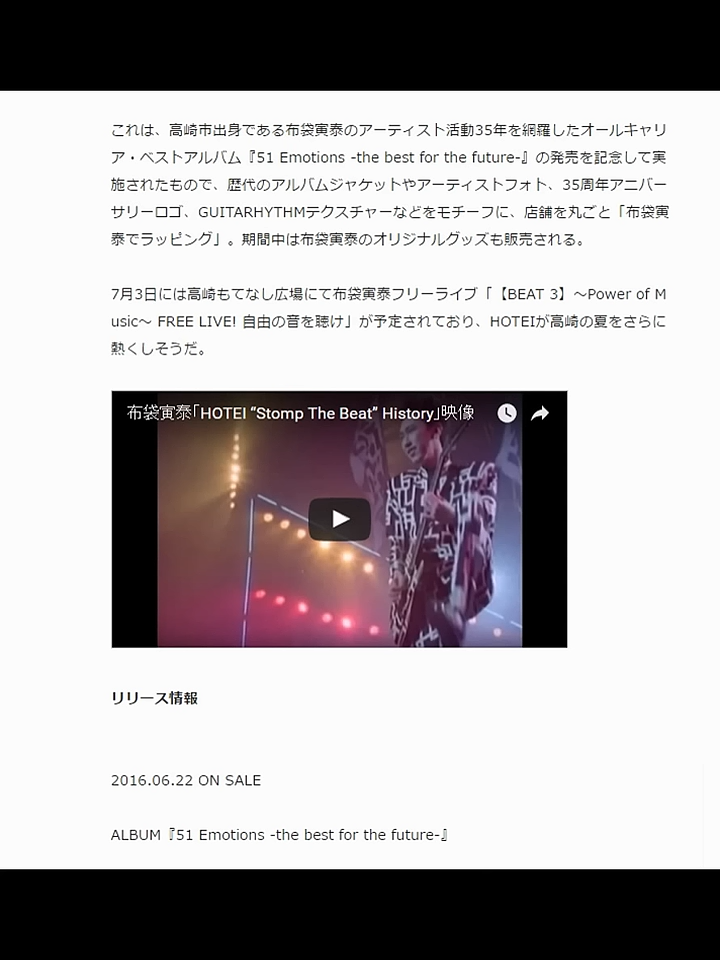 これは、高崎市出身である布袋寅泰のアーティスト活動35年を網羅したオールキャリ
ア・ベストアルバム『51 Emotions -the best for the future-』の発売を記念して実
施されたもので、歴代のアルバムジャケットやアーティストフォト、35周年アニバー
サリーロゴ、GUITARHYTHMテクスチャーなどをモチーフに、店舗を丸ごと「布袋寅
泰でラッピング」。期間中は布袋寅泰のオリジナルグッズも販売される。
7月3日には高崎もてなし広場にて布袋寅泰フリーライブ「【BEAT 3】～Power of M
usic～ FREE LIVE! 自由の音を聴け」が予定されており、HOTEIが高崎の夏をさらに
熱くしそうだ。
布袋寅泰「HOTEI “Stomp The Beat” History」映像
リリース情報
2016.06.22 ON SALE
ALBUM『51 Emotions -the best for the future-』